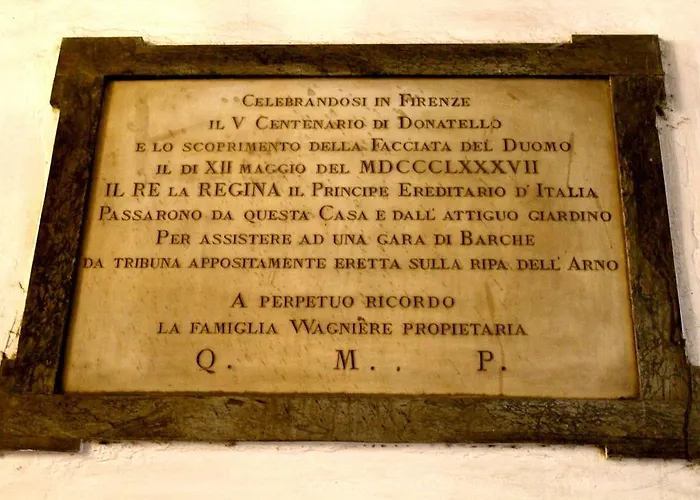 Celebrandosi in Firenze
il V Centenario di Donatello
e lo scoprimento della Facciata del Duomo
il di XII maggio del MDCCCLXXXVII
IL RE la REGINA il Principe Ereditario d' Italia
Passarono da questa Casa e dall' attiguo giardino
Per assistere ad una gara di Barche
da tribuna appositamente eretta sulla ripa dell' Arno
A perpetuo ricordo
la famiglia Wagnière propietaria
Q. M. . P.